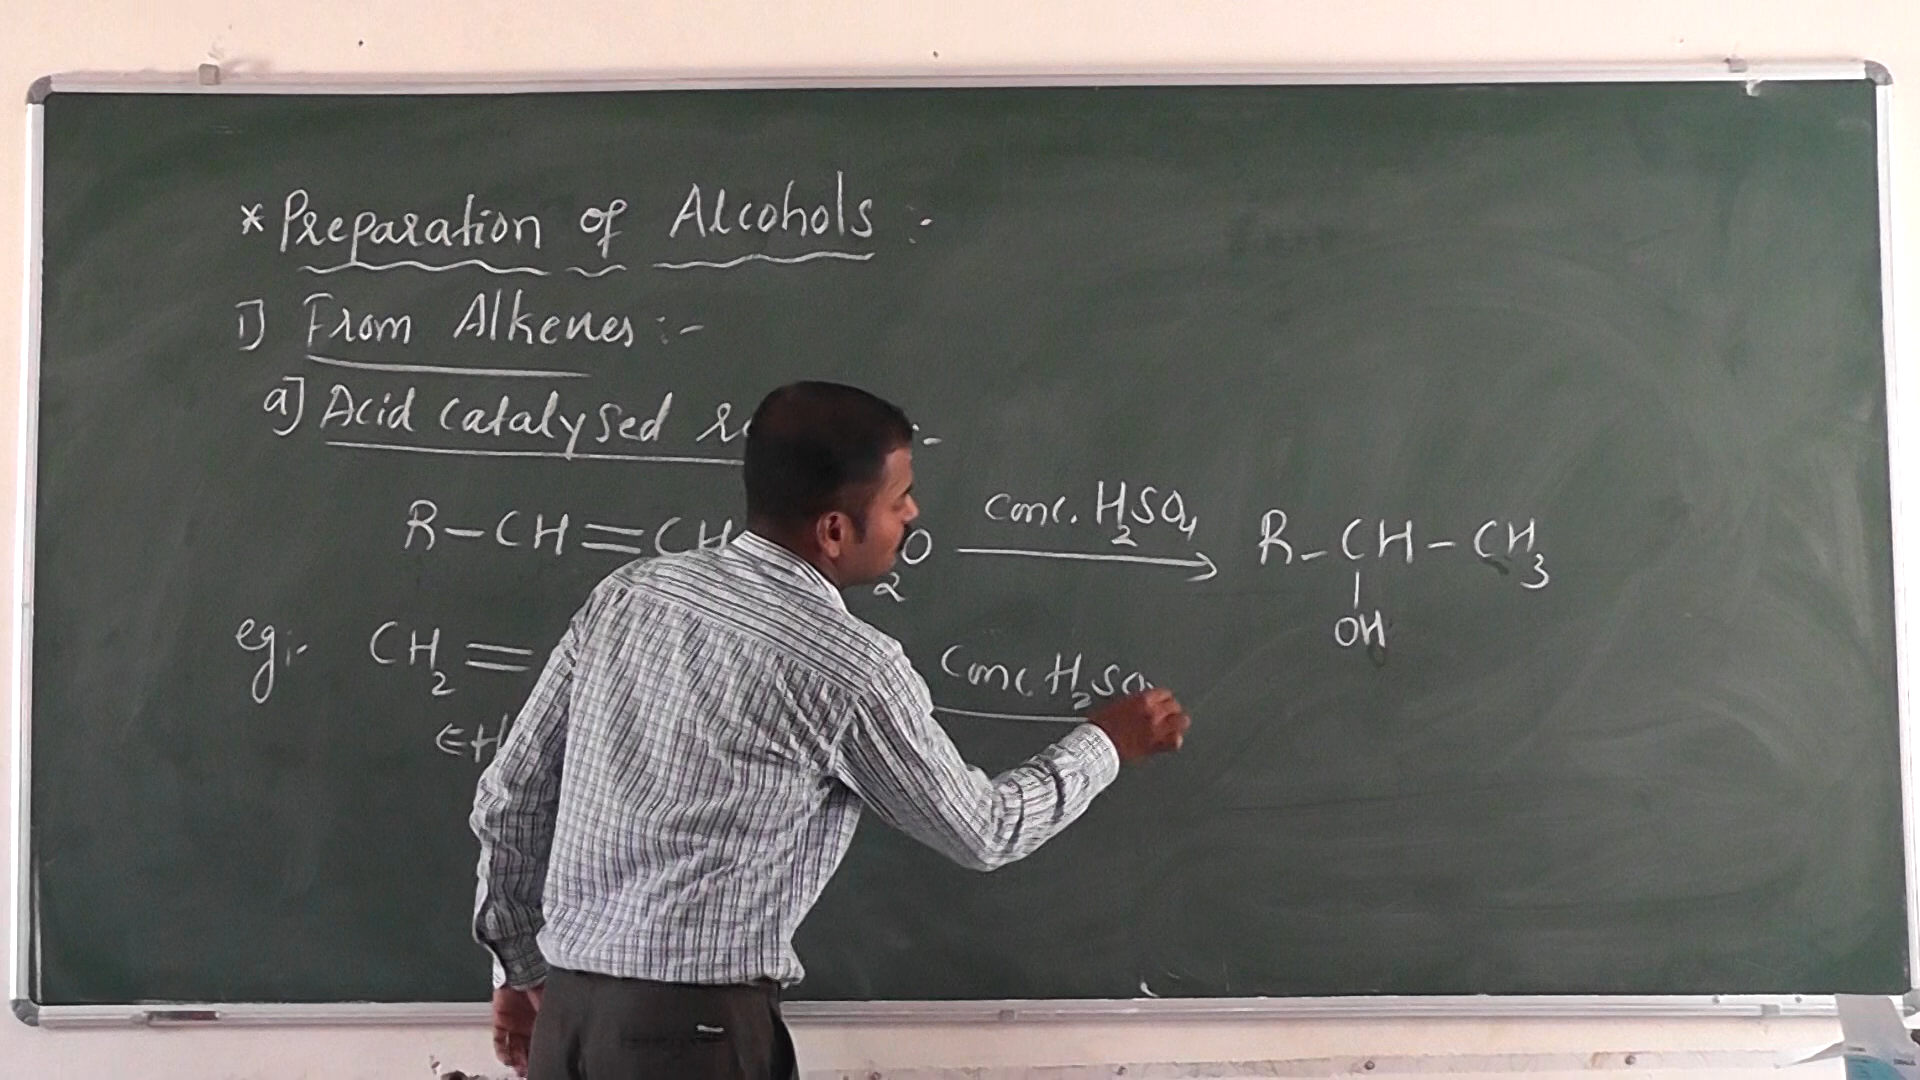 * Preparation of Alcohols :-
1] From Alkenes :-
a] Acid catalysed :-
R-CH=CH 2O conc. H2SO4 R-CH-CH3
OH
eg:- CH2= Conc H2SO